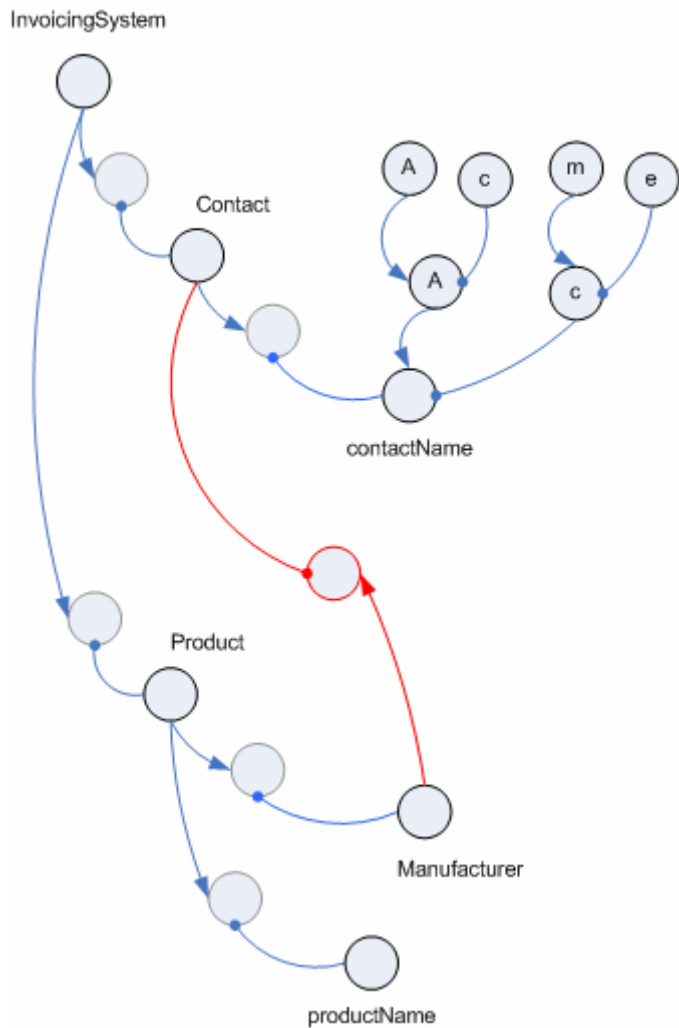 InvoicingSystem
A
c
m
e
Contact
A
c
contactName
Product
Manufacturer
productName